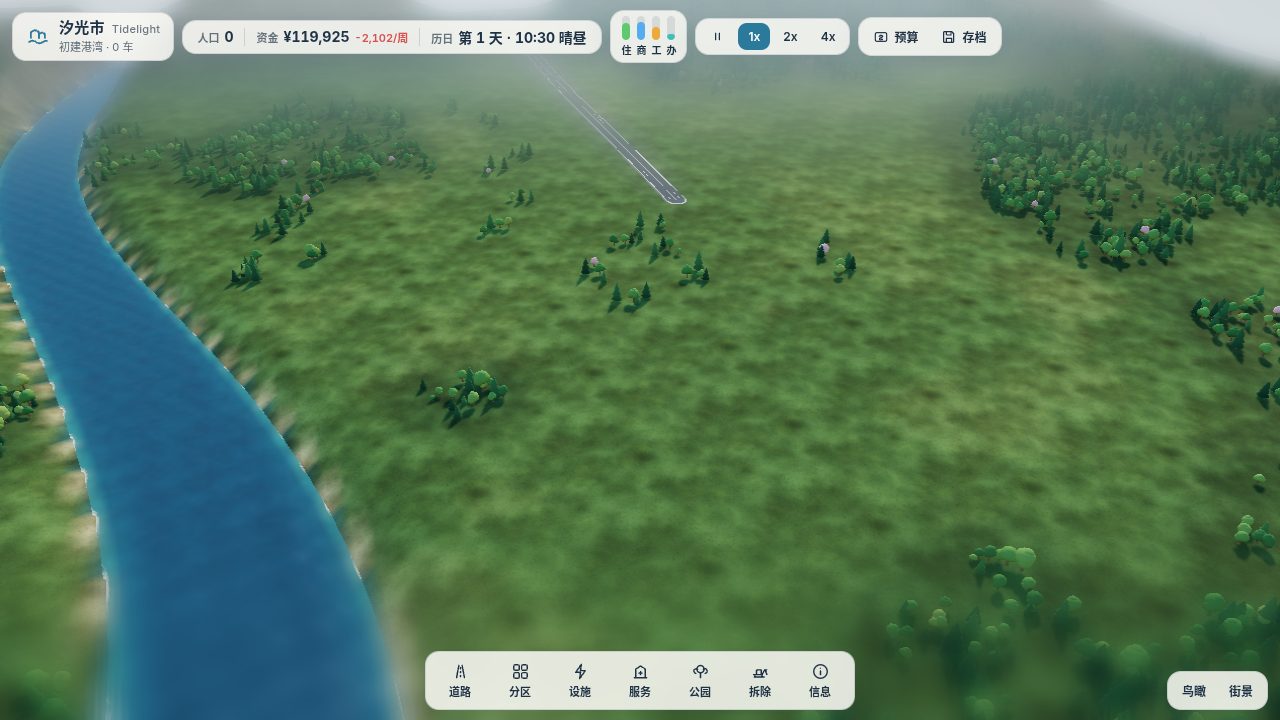 汐光市 Tidelight
初建港湾 · 0 车
人口 0
资金 ¥119,925 -2,102/周
历日 第 1 天 · 10:30 晴昼
住 商 工 办
1x 2x 4x
预算
存档
道路 分区 设施 服务 公园 拆除 信息
鸟瞰 街景